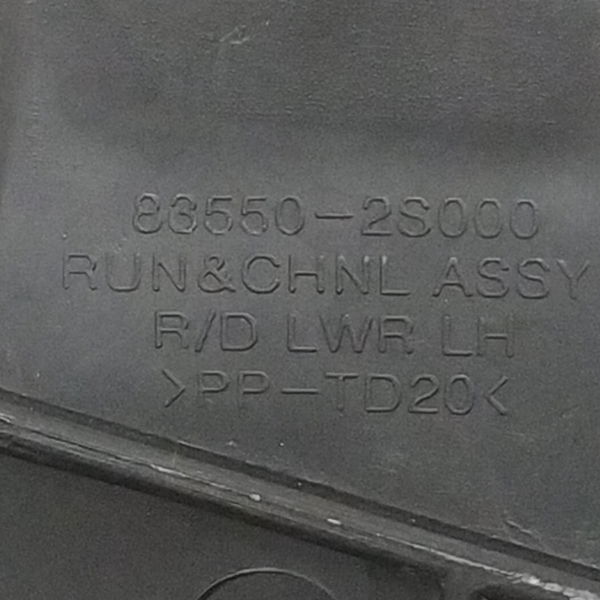 83550-2S000
RUN&CHNL ASSY
R/D LWR LH
>PP-TD20<